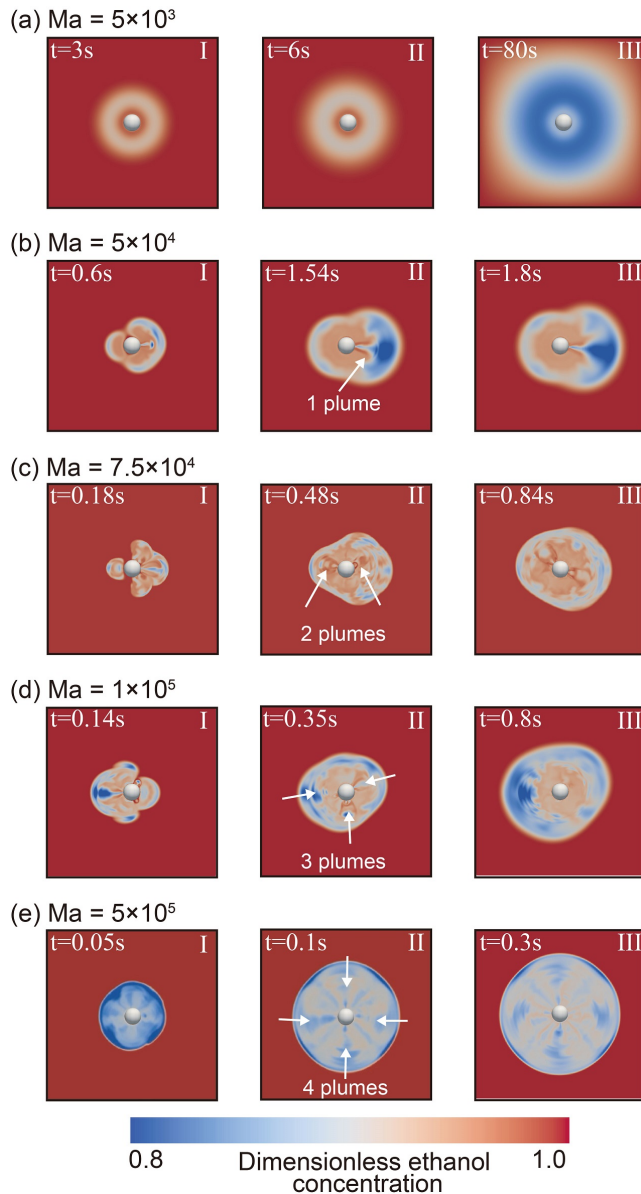 (a) Ma = 5×10³
t=3s I t=6s II t=80s III
(b) Ma = 5×10⁴
t=0.6s I t=1.54s II t=1.8s III
1 plume
(c) Ma = 7.5×10⁴
t=0.18s I t=0.48s II t=0.84s III
2 plumes
(d) Ma = 1×10⁵
t=0.14s I t=0.35s II t=0.8s III
3 plumes
(e) Ma = 5×10⁵
t=0.05s I t=0.1s II t=0.3s III
4 plumes
0.8 Dimensionless ethanol 1.0
concentration